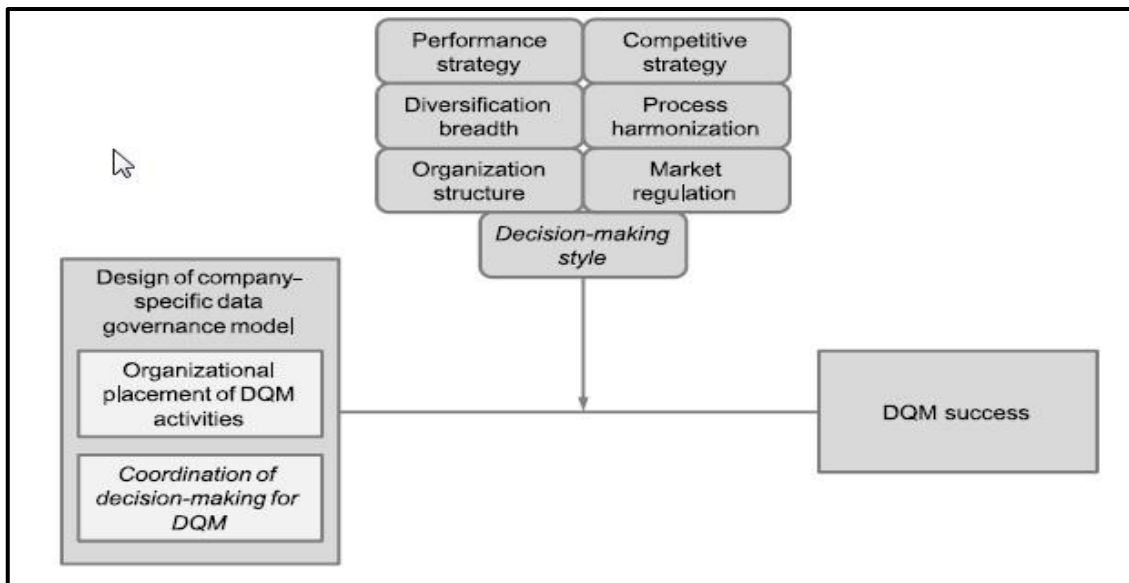 Performance
strategy
Competitive
strategy
Diversification
breadth
Process
harmonization
Organization
structure
Market
regulation
Decision-making
style
Design of company–
specific data
governance model
Organizational
placement of DQM
activities
Coordination of
decision-making for
DQM
DQM success